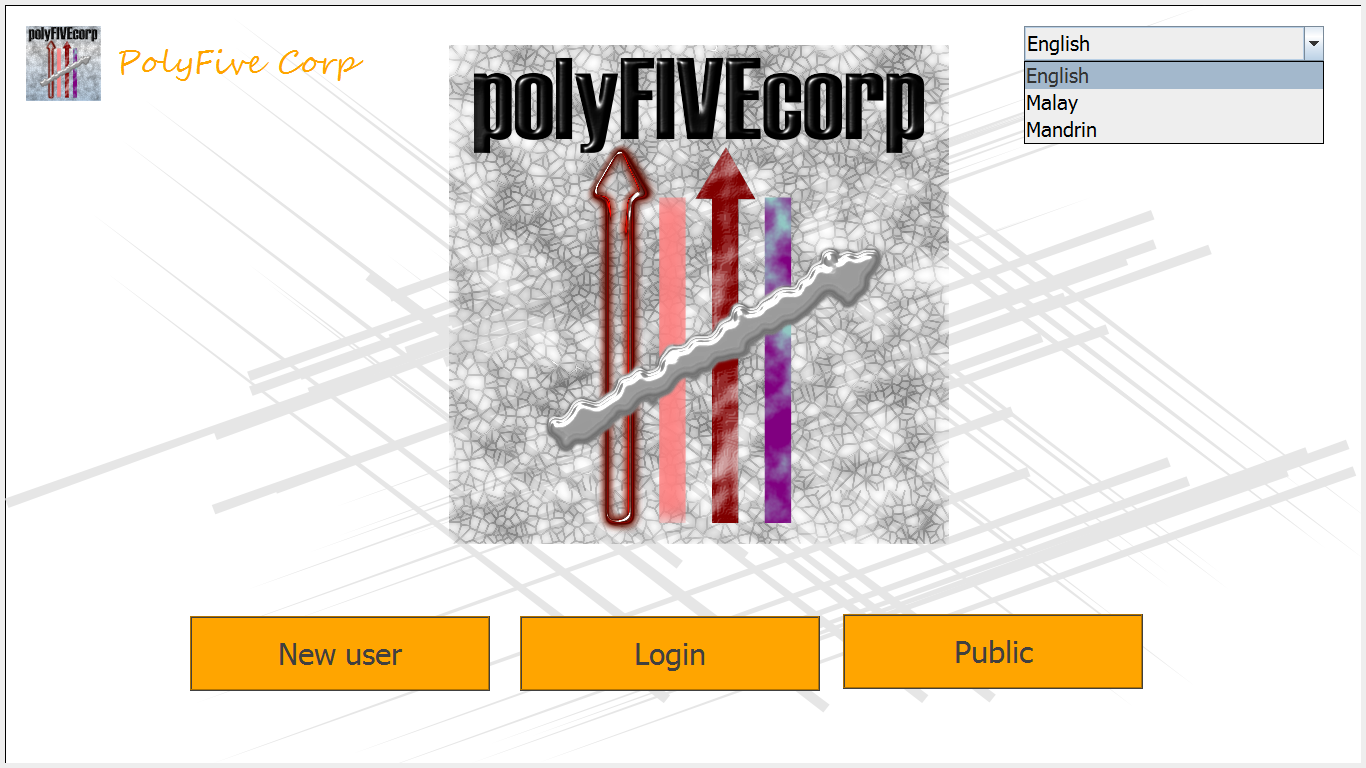 polyFIVEcorp
PolyFive Corp
polyFIVEcorp
English
English
Malay
Mandrin
New user
Login
Public